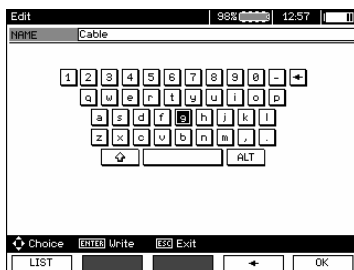 Edit 98% 12:57
NAME Cable
1 2 3 4 5 6 7 8 9 0 -
q w e r t y u i o p
a s d f g h j k l
z x c v b n m , .
ALT
Choice ENTER Write ESC Exit
LIST OK